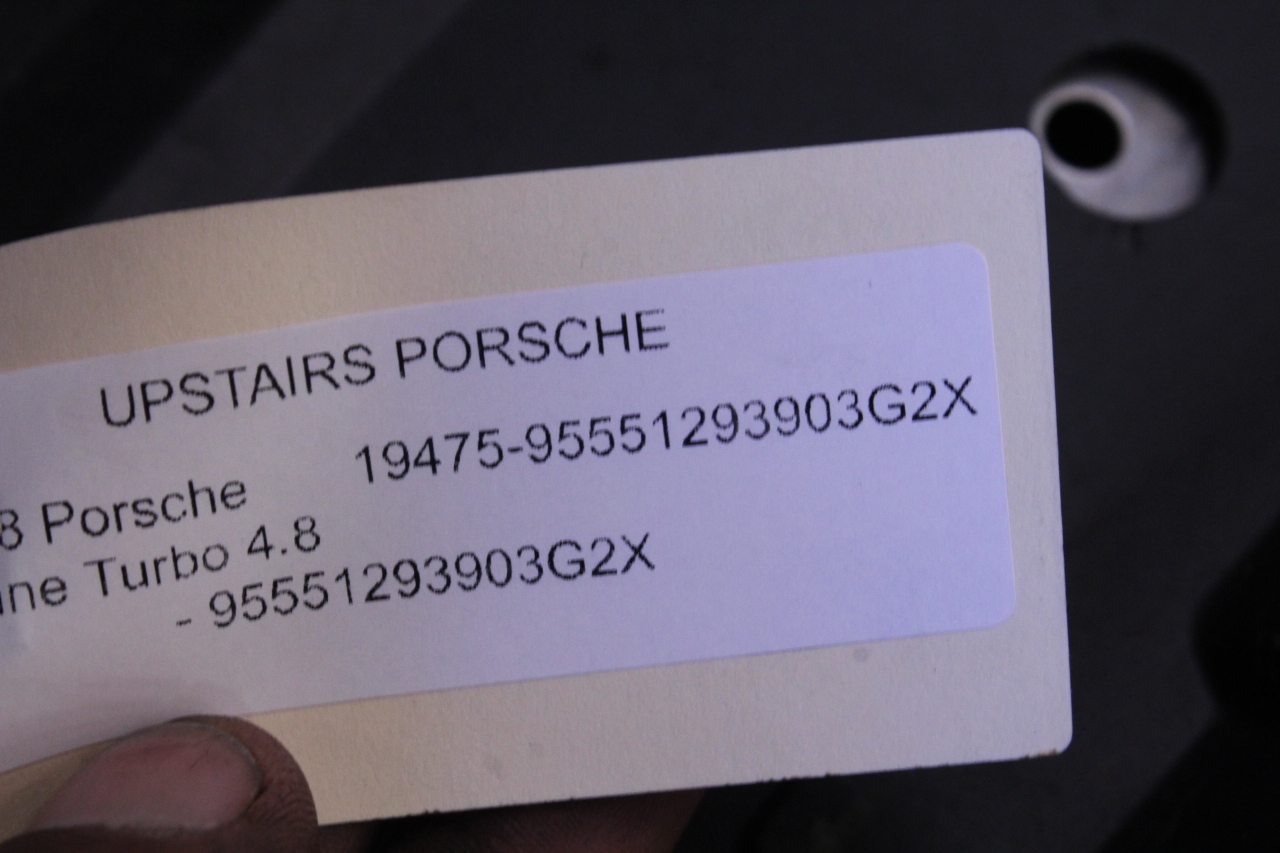 UPSTAIRS PORSCHE
19475-95551293903G2X
8 Porsche
ne Turbo 4.8
- 95551293903G2X